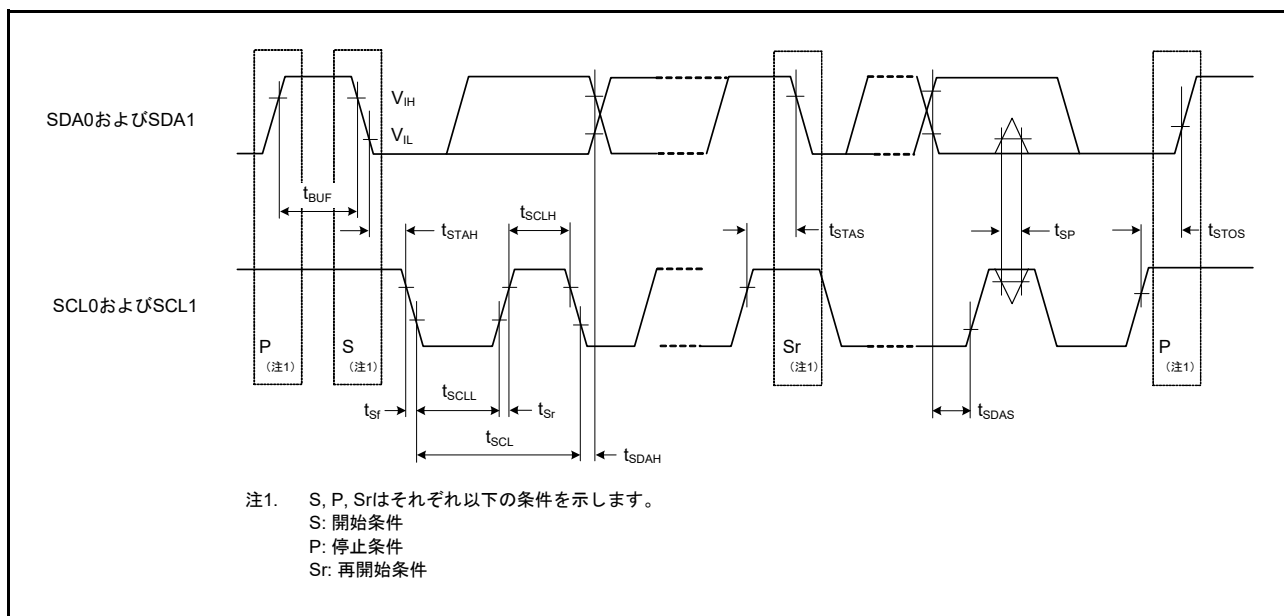 SDA0およびSDA1
VIH
VIL
tBUF
tSTAH
tSCLH
tSTAS
tSP
tSTOS
SCL0およびSCL1
P
(注1)
S
(注1)
Sr
(注1)
P
(注1)
tSf
tSCLL
tSr
tSDAS
tSCL
tSDAH
注1. S, P, Srはそれぞれ以下の条件を示します。
S: 開始条件
P: 停止条件
Sr: 再開始条件